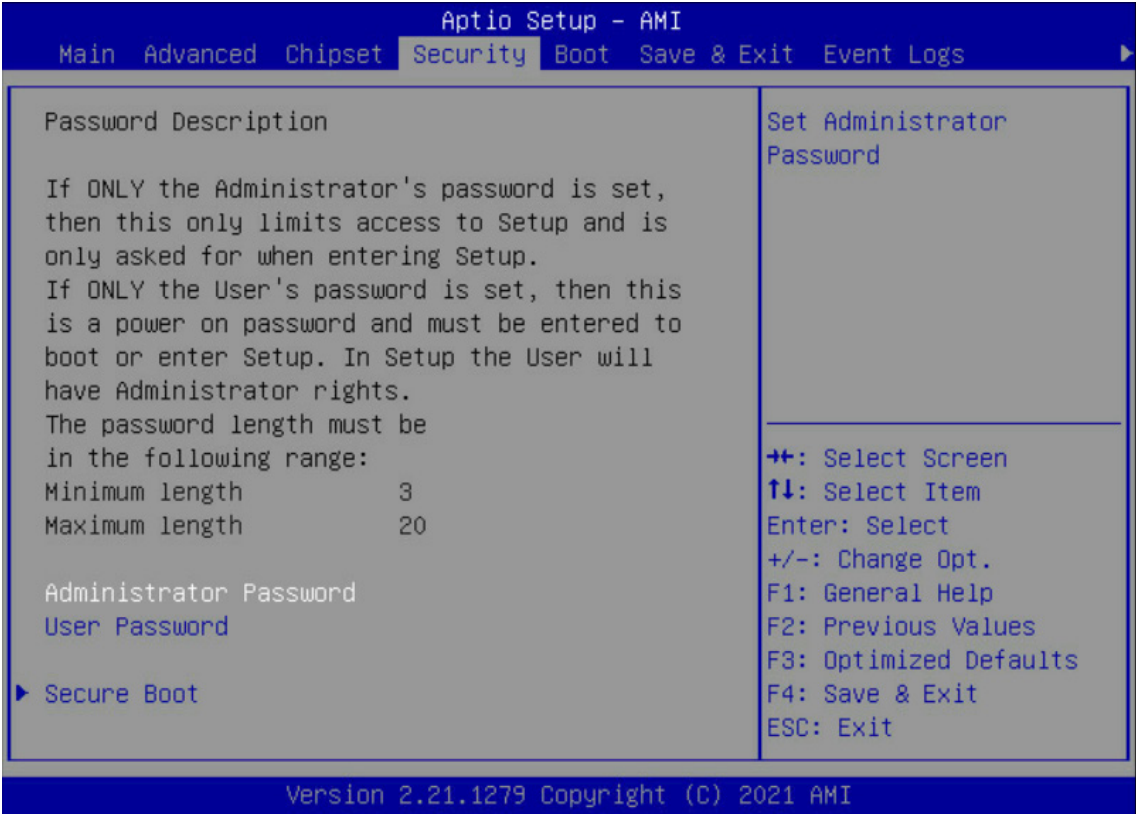 Aptio Setup - AMI
Main Advanced Chipset Security Boot Save & Exit Event Logs
Password Description
If ONLY the Administrator's password is set,
then this only limits access to Setup and is
only asked for when entering Setup.
If ONLY the User's password is set, then this
is a power on password and must be entered to
boot or enter Setup. In Setup the User will
have Administrator rights.
The password length must be
in the following range:
Minimum length 3
Maximum length 20
Administrator Password
User Password
Secure Boot
Set Administrator
Password
→←: Select Screen
↑↓: Select Item
Enter: Select
+/-: Change Opt.
F1: General Help
F2: Previous Values
F3: Optimized Defaults
F4: Save & Exit
ESC: Exit
Version 2.21.1279 Copyright (C) 2021 AMI